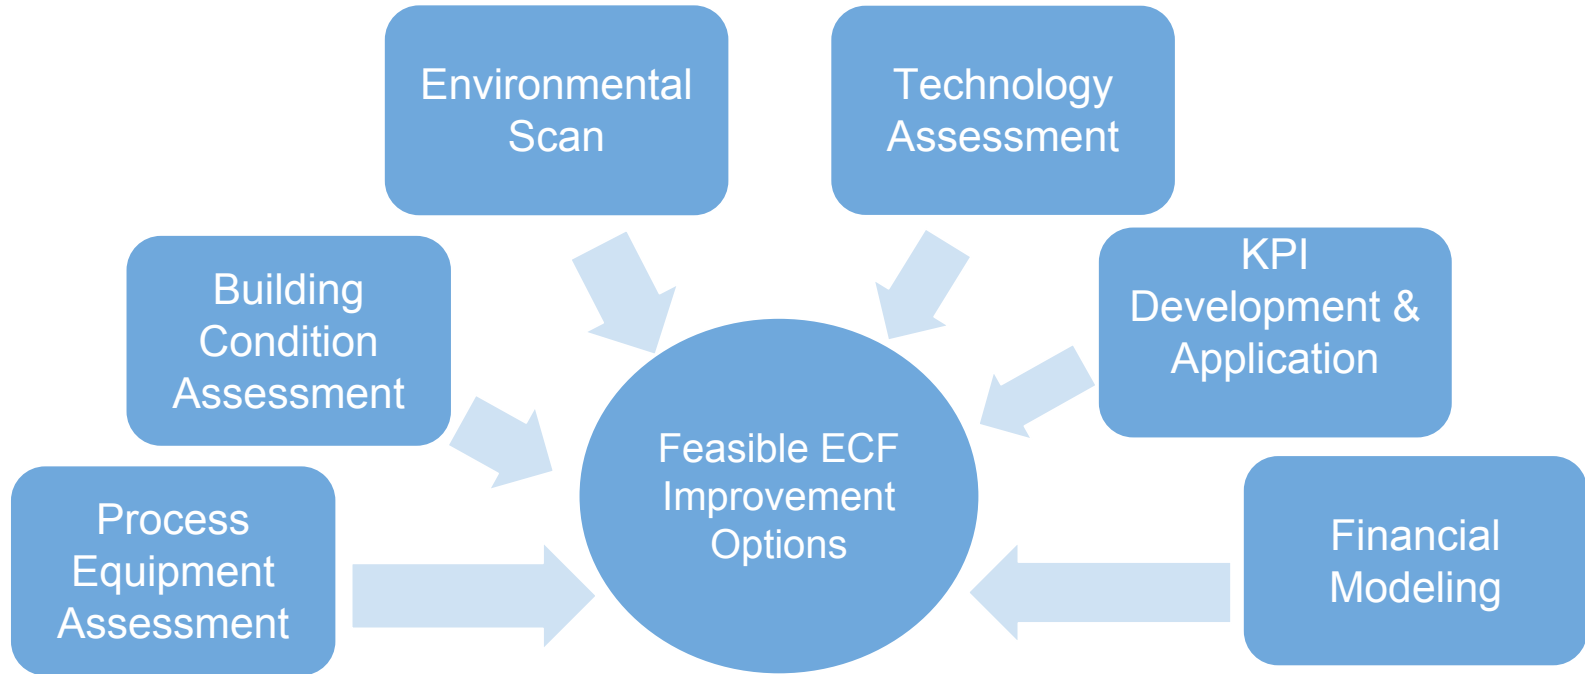 Environmental
Scan
Technology
Assessment
Building
Condition
Assessment
KPI
Development &
Application
Process
Equipment
Assessment
Feasible ECF
Improvement
Options
Financial
Modeling